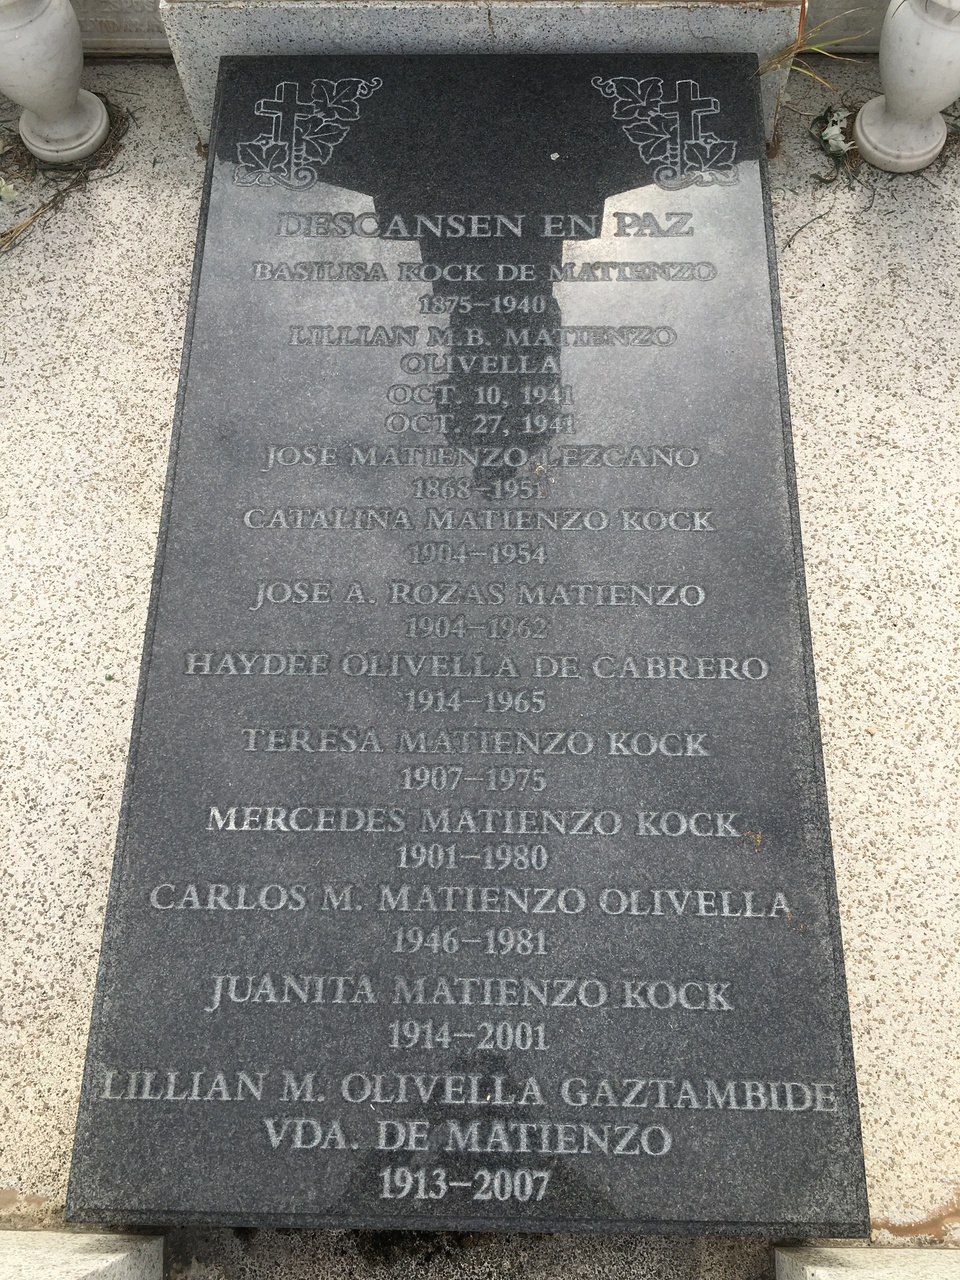 DESCANSEN EN PAZ
BASILISA KOCK DE MATIENZO
1875–1940
LILLIAN M.B. MATIENZO
OLIVELLA
OCT. 10, 1941
OCT. 27, 1941
JOSE MATIENZO LEZCANO
1868–1951
CATALINA MATIENZO KOCK
1904–1954
JOSE A. ROZAS MATIENZO
1904–1962
HAYDEE OLIVELLA DE CABRERO
1914–1965
TERESA MATIENZO KOCK
1907–1975
MERCEDES MATIENZO KOCK
1901–1980
CARLOS M. MATIENZO OLIVELLA
1946–1981
JUANITA MATIENZO KOCK
1914–2001
LILLIAN M. OLIVELLA GAZTAMBIDE
VDA. DE MATIENZO
1913–2007